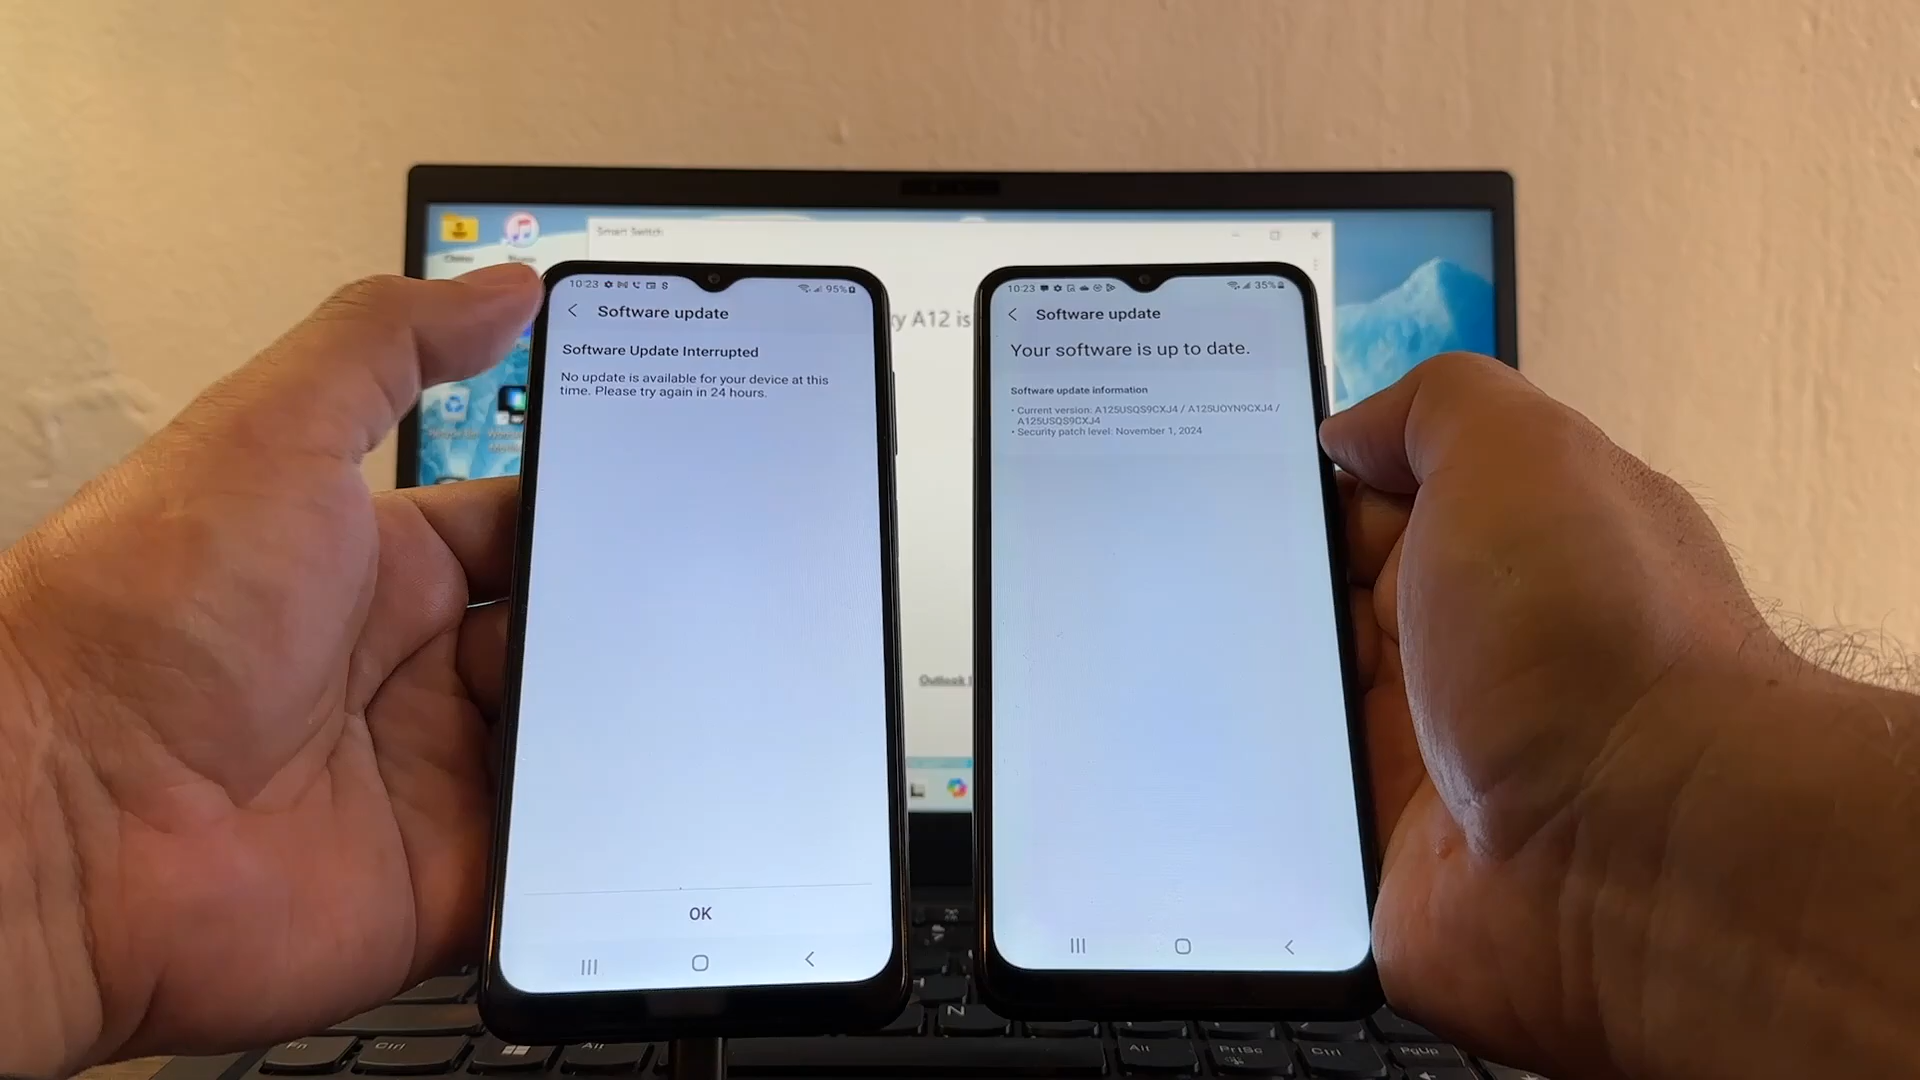 Smart Switch
xy A12 is
Outlook
10:23
95%
Software update
Software Update Interrupted
No update is available for your device at this
time. Please try again in 24 hours.
OK
10:23
35%
Software update
Your software is up to date.
Software update information
• Current version: A125USQS9CXJ4 / A125UOYN9CXJ4 /
A125USQS9CXJ4
• Security patch level: November 1, 2024
Fn
Ctrl
Alt
Z
Alt
PrtSc
Ctrl
PgUp